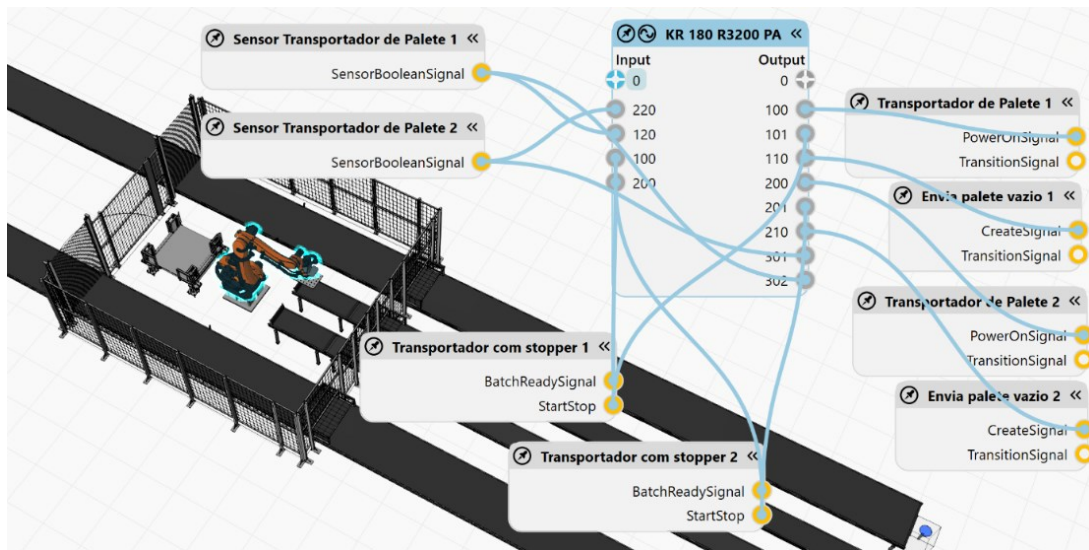 Sensor Transportador de Palete 1 «
SensorBooleanSignal
Sensor Transportador de Palete 2 «
SensorBooleanSignal
KR 180 R3200 PA «
Input
Output
0
0
220
100
120
101
100
110
200
200
201
210
301
302
Transportador de Palete 1 «
PowerOnSignal
TransitionSignal
Envia palete vazio 1 «
CreateSignal
TransitionSignal
Transportador de Palete 2 «
PowerOnSignal
TransitionSignal
Envia palete vazio 2 «
CreateSignal
TransitionSignal
Transportador com stopper 1 «
BatchReadySignal
StartStop
Transportador com stopper 2 «
BatchReadySignal
StartStop